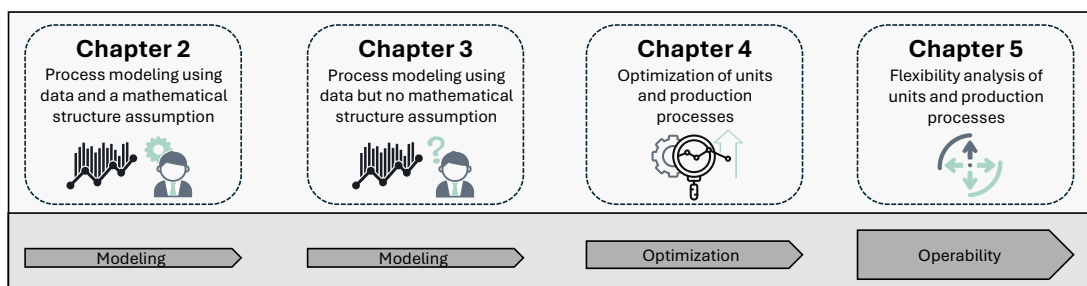 Chapter 2
Process modeling using
data and a mathematical
structure assumption
Chapter 3
Process modeling using
data but no mathematical
structure assumption
?
Chapter 4
Optimization of units
and production
processes
Chapter 5
Flexibility analysis of
units and production
processes
Modeling
Modeling
Optimization
Operability